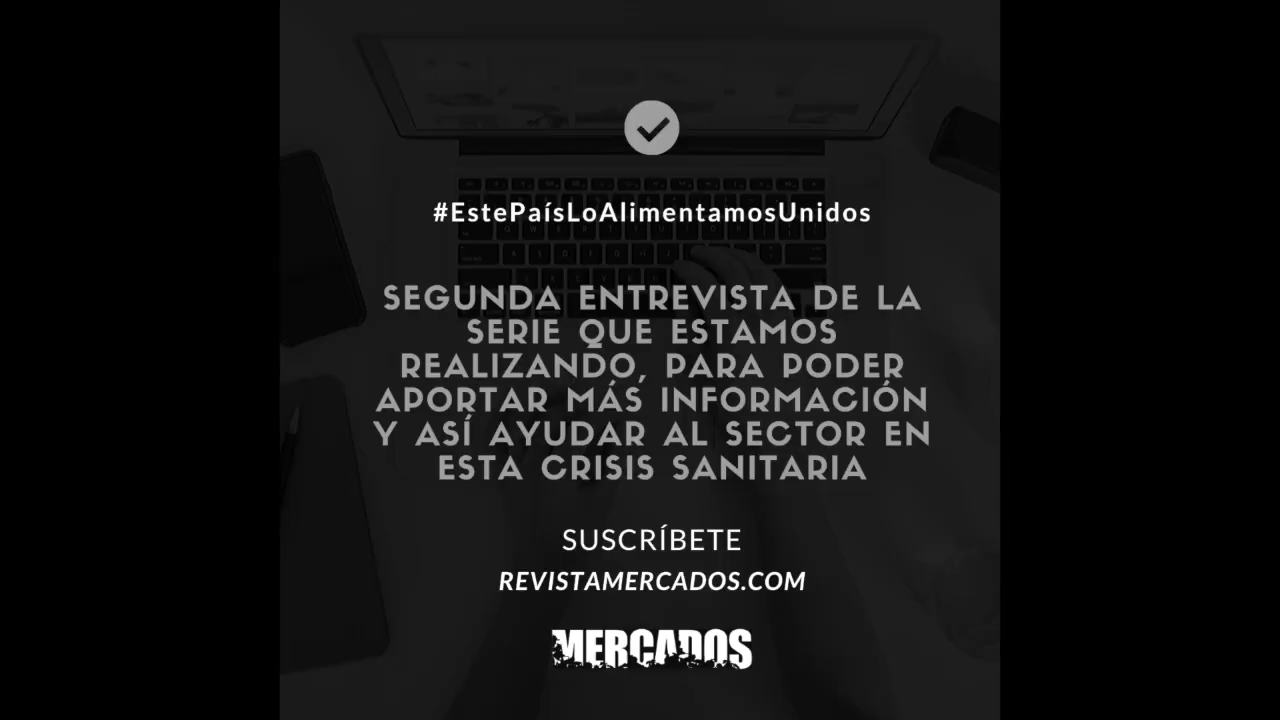 #EstePaísLoAlimentamosUnidos
SEGUNDA ENTREVISTA DE LA
SERIE QUE ESTAMOS
REALIZANDO, PARA PODER
APORTAR MÁS INFORMACIÓN
Y ASÍ AYUDAR AL SECTOR EN
ESTA CRISIS SANITARIA
SUSCRÍBETE
REVISTAMERCADOS.COM
MERCADOS